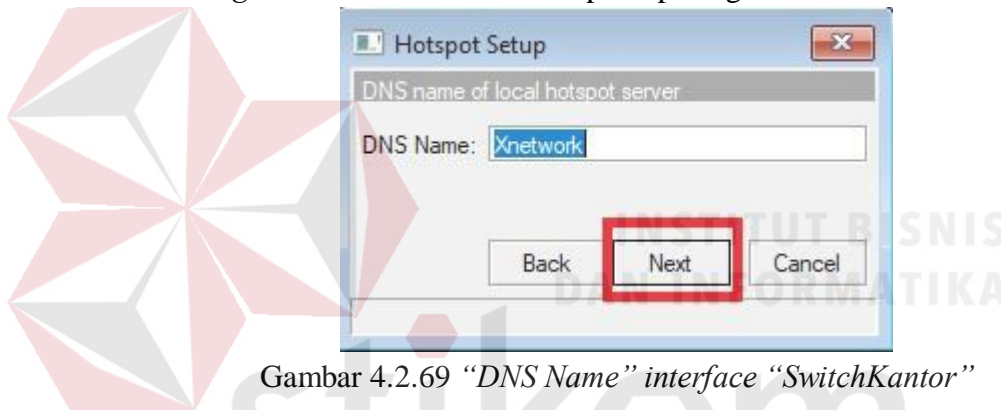 Hotspot Setup
DNS name of local hotspot server
DNS Name: Xnetwork
INSTITUT BISNIS
Back Next Cancel
DAN INFORMATIKA
Gambar 4.2.69 “DNS Name” interface “SwitchKantor”
stikom